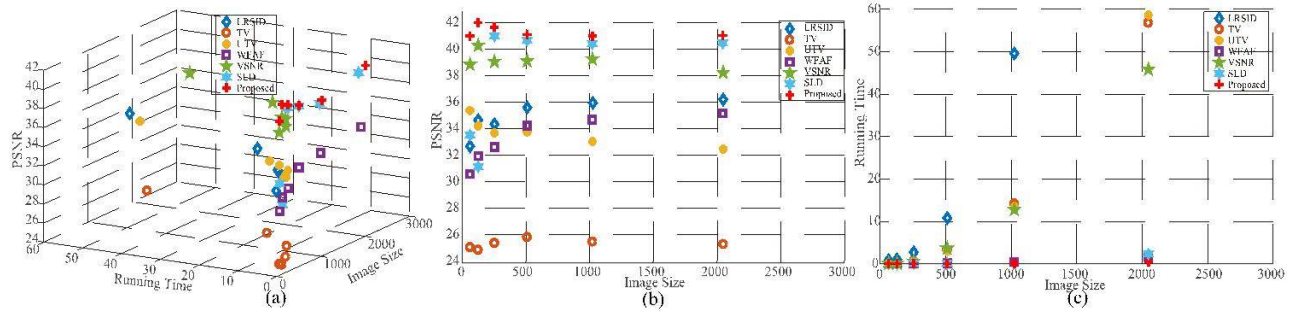 LRSID
TV
UTV
WFAF
VSNR
SLD
Proposed
42
40
38
36
34
32
30
28
26
24
PSNR
60
50
40
30
20
10
0
Running Time
0
1000
2000
3000
Image Size
(a)
42
40
38
36
34
32
30
28
26
24
PSNR
LRSID
TV
UTV
WFAF
VSNR
SLD
Proposed
0
500
1000
1500
2000
2500
3000
Image Size
(b)
60
50
40
30
20
10
0
Running Time
LRSID
TV
UTV
WFAF
VSNR
SLD
Proposed
0
500
1000
1500
2000
2500
3000
Image Size
(c)